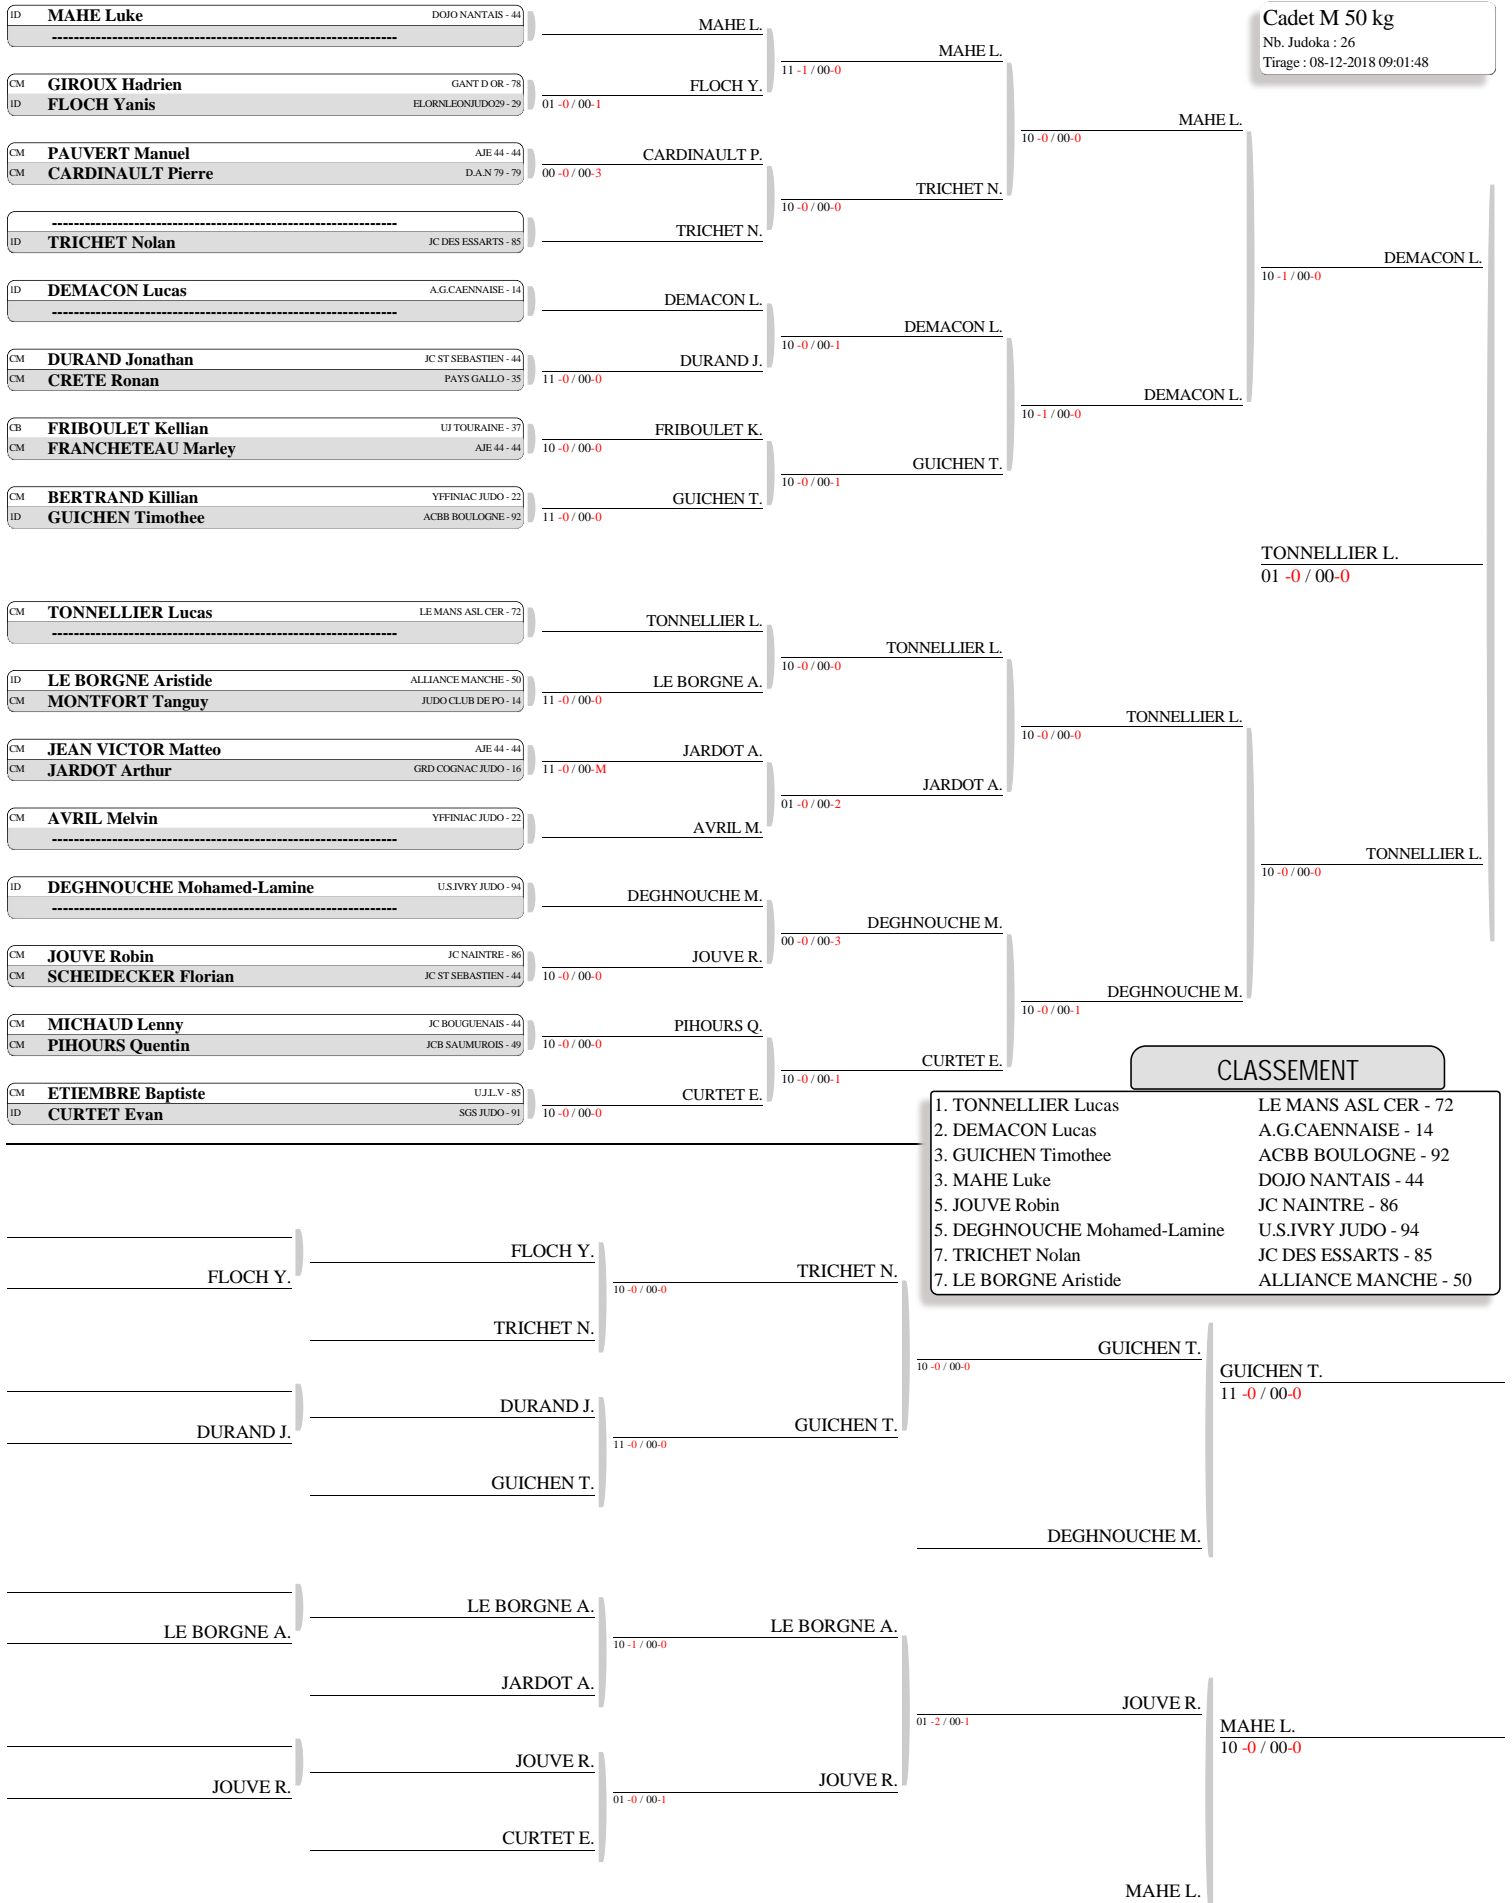 Cadet M 50 kg
Nb. Judoka : 26
Tirage : 08-12-2018 09:01:48
1D MAHE Luke DOJO NANTAIS - 44
----------------------------------------------------------------
CM GIROUX Hadrien GANT D OR - 78
1D FLOCH Yanis ELORNLEONJUDO29 - 29
CM PAUVERT Manuel AJE 44 - 44
CM CARDINAULT Pierre D.A.N 79 - 79
----------------------------------------------------------------
1D TRICHET Nolan JC DES ESSARTS - 85
1D DEMACON Lucas A.G.CAENNAISE - 14
----------------------------------------------------------------
CM DURAND Jonathan JC ST SEBASTIEN - 44
CM CRETE Ronan PAYS GALLO - 35
CB FRIBOULET Kellian UJ TOURAINE - 37
CM FRANCHETEAU Marley AJE 44 - 44
CM BERTRAND Killian YFFINIAC JUDO - 22
1D GUICHEN Timothee ACBB BOULOGNE - 92
CM TONNELLIER Lucas LE MANS ASL CER - 72
----------------------------------------------------------------
1D LE BORGNE Aristide ALLIANCE MANCHE - 50
CM MONTFORT Tanguy JUDO CLUB DE PO - 14
CM JEAN VICTOR Matteo AJE 44 - 44
CM JARDOT Arthur GRD COGNAC JUDO - 16
CM AVRIL Melvin YFFINIAC JUDO - 22
----------------------------------------------------------------
1D DEGHNOUCHE Mohamed-Lamine U.S.IVRY JUDO - 94
----------------------------------------------------------------
CM JOUVE Robin JC NAINTRE - 86
CM SCHEIDECKER Florian JC ST SEBASTIEN - 44
CM MICHAUD Lenny JC BOUGUENAIS - 44
CM PIHOURS Quentin JCB SAUMUROIS - 49
CM ETIEMBRE Baptiste U.J.L.V - 85
1D CURTET Evan SGS JUDO - 91
MAHE L.
FLOCH Y.
01 -0 / 00-1
CARDINAULT P.
00 -0 / 00-3
TRICHET N.
DEMACON L.
DURAND J.
11 -0 / 00-0
FRIBOULET K.
10 -0 / 00-0
GUICHEN T.
11 -0 / 00-0
TONNELLIER L.
LE BORGNE A.
11 -0 / 00-0
JARDOT A.
11 -0 / 00-M
AVRIL M.
DEGHNOUCHE M.
JOUVE R.
10 -0 / 00-0
PIHOURS Q.
10 -0 / 00-0
CURTET E.
10 -0 / 00-0
MAHE L.
11 -1 / 00-0
TRICHET N.
10 -0 / 00-0
DEMACON L.
10 -0 / 00-1
GUICHEN T.
10 -0 / 00-1
TONNELLIER L.
10 -0 / 00-0
JARDOT A.
01 -0 / 00-2
DEGHNOUCHE M.
00 -0 / 00-3
CURTET E.
10 -0 / 00-1
MAHE L.
10 -0 / 00-0
DEMACON L.
10 -1 / 00-0
TONNELLIER L.
10 -0 / 00-0
DEGHNOUCHE M.
10 -0 / 00-1
DEMACON L.
10 -1 / 00-0
TONNELLIER L.
10 -0 / 00-0
TONNELLIER L.
01 -0 / 00-0
CLASSEMENT
1. TONNELLIER Lucas LE MANS ASL CER - 72
2. DEMACON Lucas A.G.CAENNAISE - 14
3. GUICHEN Timothee ACBB BOULOGNE - 92
3. MAHE Luke DOJO NANTAIS - 44
5. JOUVE Robin JC NAINTRE - 86
5. DEGHNOUCHE Mohamed-Lamine U.S.IVRY JUDO - 94
7. TRICHET Nolan JC DES ESSARTS - 85
7. LE BORGNE Aristide ALLIANCE MANCHE - 50
FLOCH Y.
DURAND J.
LE BORGNE A.
JOUVE R.
FLOCH Y.
TRICHET N.
DURAND J.
GUICHEN T.
LE BORGNE A.
JARDOT A.
JOUVE R.
CURTET E.
TRICHET N.
10 -0 / 00-0
GUICHEN T.
11 -0 / 00-0
LE BORGNE A.
10 -1 / 00-0
JOUVE R.
01 -0 / 00-1
GUICHEN T.
10 -0 / 00-0
DEGHNOUCHE M.
JOUVE R.
01 -2 / 00-1
MAHE L.
GUICHEN T.
11 -0 / 00-0
MAHE L.
10 -0 / 00-0